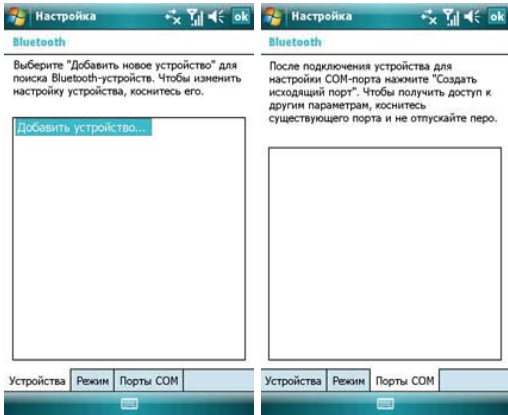 Настройка
ok
Bluetooth
Выберите "Добавить новое устройство" для
поиска Bluetooth-устройств. Чтобы изменить
настройку устройства, коснитесь его.
Добавить устройство...
Устройства Режим Порты COM
Настройка
ok
Bluetooth
После подключения устройства для
настройки COM-порта нажмите "Создать
исходящий порт". Чтобы получить доступ к
другим параметрам, коснитесь
существующего порта и не отпускайте перо.
Устройства Режим Порты COM